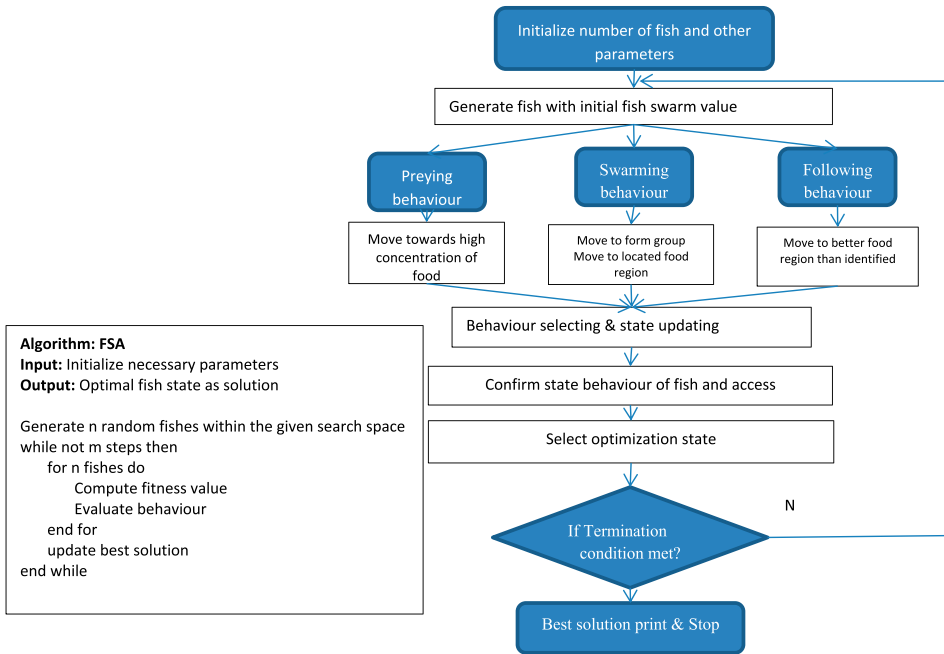 Initialize number of fish and other
parameters
Generate fish with initial fish swarm value
Preying
behaviour
Swarming
behaviour
Following
behaviour
Move towards high
concentration of
food
Move to form group
Move to located food
region
Move to better food
region than identified
Behaviour selecting & state updating
Confirm state behaviour of fish and access
Select optimization state
If Termination
condition met?
N
Best solution print & Stop
Algorithm: FSA
Input: Initialize necessary parameters
Output: Optimal fish state as solution
Generate n random fishes within the given search space
while not m steps then
for n fishes do
Compute fitness value
Evaluate behaviour
end for
update best solution
end while